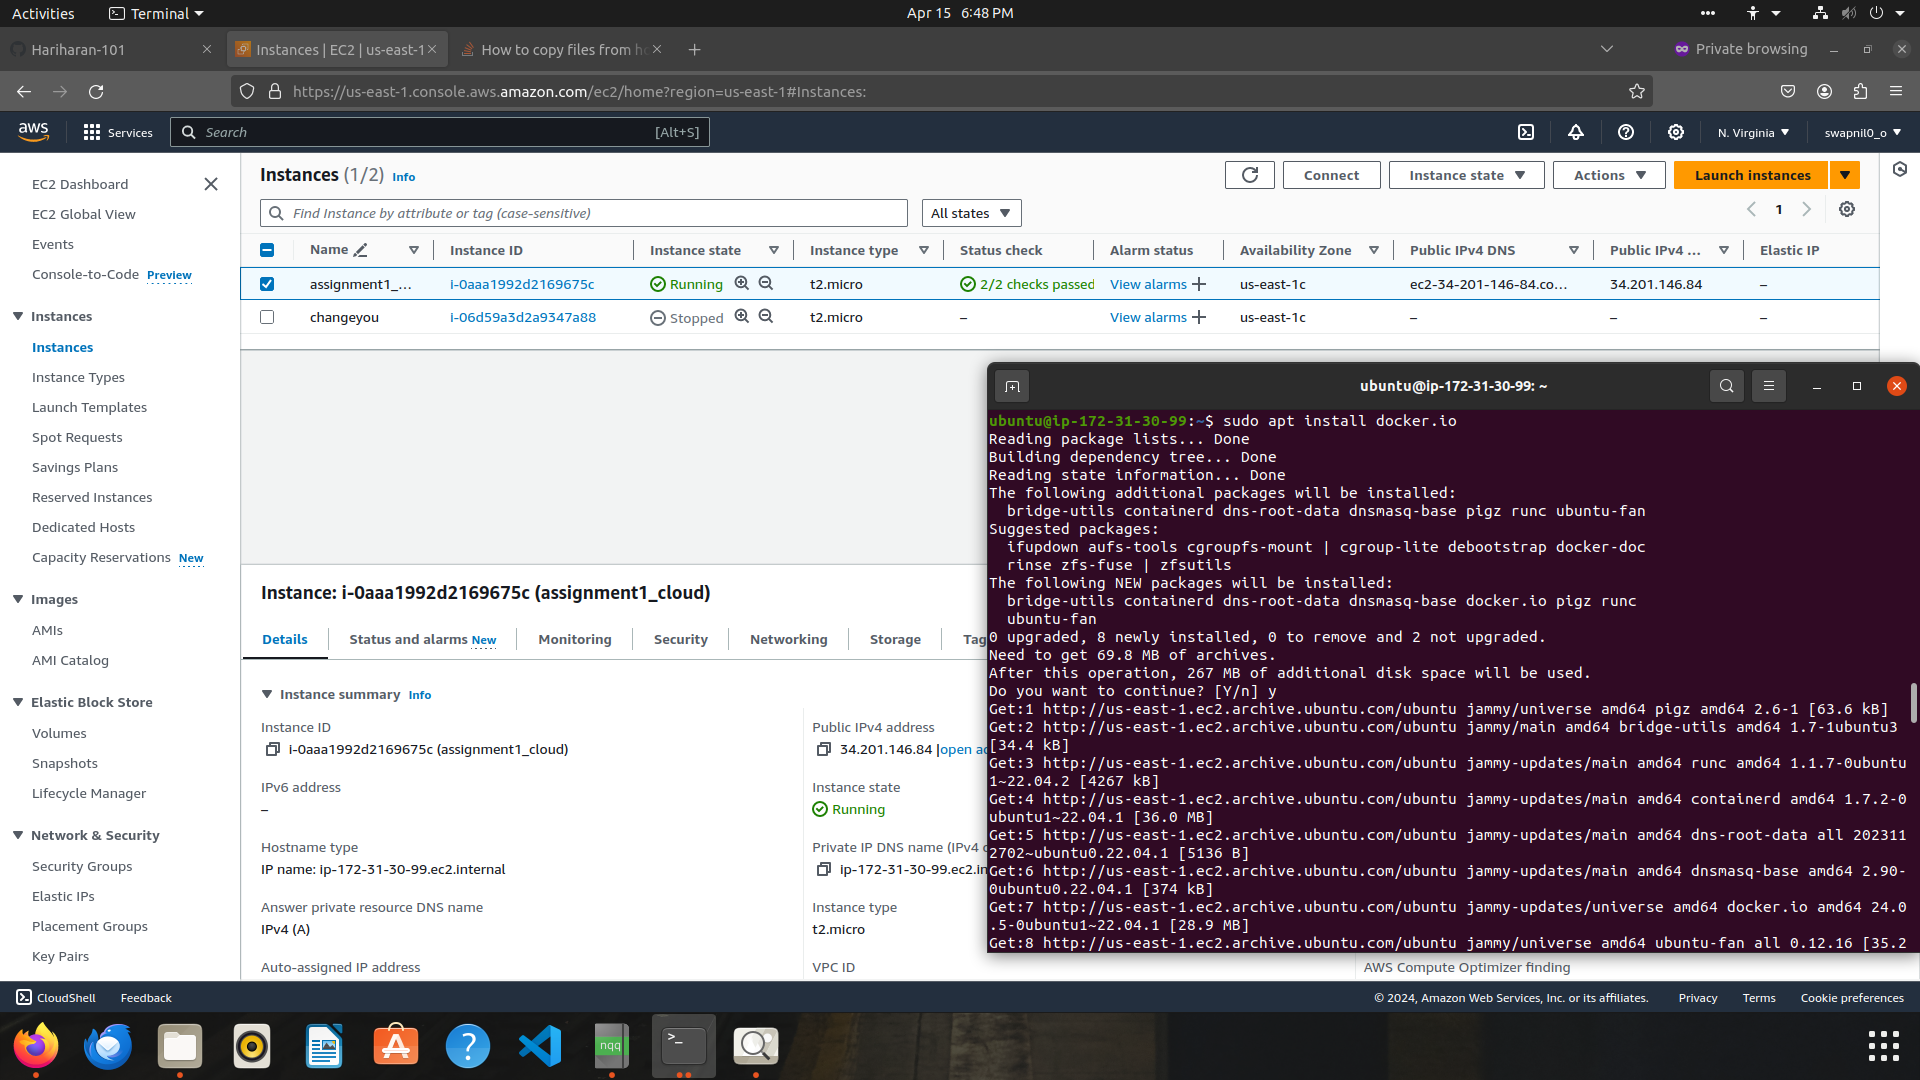 Activities
Terminal
Apr 15 6:48 PM
Hariharan-101
Instances | EC2 | us-east-1
How to copy files from h
Private browsing
https://us-east-1.console.aws.amazon.com/ec2/home?region=us-east-1#Instances:
aws
Services
Search
[Alt+S]
N. Virginia
swapnil0_o
EC2 Dashboard
EC2 Global View
Events
Console-to-Code Preview
Instances
Instances
Instance Types
Launch Templates
Spot Requests
Savings Plans
Reserved Instances
Dedicated Hosts
Capacity Reservations New
Images
AMIs
AMI Catalog
Elastic Block Store
Volumes
Snapshots
Lifecycle Manager
Network & Security
Security Groups
Elastic IPs
Placement Groups
Key Pairs
Instances (1/2) Info
Connect
Instance state
Actions
Launch instances
Find Instance by attribute or tag (case-sensitive)
All states
1
Name Instance ID Instance state Instance type Status check Alarm status Availability Zone Public IPv4 DNS Public IPv4 ... Elastic IP
assignment1_... i-0aaa1992d2169675c Running t2.micro 2/2 checks passed View alarms us-east-1c ec2-34-201-146-84.co... 34.201.146.84 –
changeyou i-06d59a3d2a9347a88 Stopped t2.micro – View alarms us-east-1c – – –
Instance: i-0aaa1992d2169675c (assignment1_cloud)
Details Status and alarms New Monitoring Security Networking Storage Tag
Instance summary Info
Instance ID
i-0aaa1992d2169675c (assignment1_cloud)
IPv6 address
–
Hostname type
IP name: ip-172-31-30-99.ec2.internal
Answer private resource DNS name
IPv4 (A)
Auto-assigned IP address
Public IPv4 address
34.201.146.84 |open ad
Instance state
Running
Private IP DNS name (IPv4
ip-172-31-30-99.ec2.in
Instance type
t2.micro
VPC ID
AWS Compute Optimizer finding
ubuntu@ip-172-31-30-99: ~
ubuntu@ip-172-31-30-99:~$ sudo apt install docker.io
Reading package lists... Done
Building dependency tree... Done
Reading state information... Done
The following additional packages will be installed:
bridge-utils containerd dns-root-data dnsmasq-base pigz runc ubuntu-fan
Suggested packages:
ifupdown aufs-tools cgroupfs-mount | cgroup-lite debootstrap docker-doc
rinse zfs-fuse | zfsutils
The following NEW packages will be installed:
bridge-utils containerd dns-root-data dnsmasq-base docker.io pigz runc
ubuntu-fan
0 upgraded, 8 newly installed, 0 to remove and 2 not upgraded.
Need to get 69.8 MB of archives.
After this operation, 267 MB of additional disk space will be used.
Do you want to continue? [Y/n] y
Get:1 http://us-east-1.ec2.archive.ubuntu.com/ubuntu jammy/universe amd64 pigz amd64 2.6-1 [63.6 kB]
Get:2 http://us-east-1.ec2.archive.ubuntu.com/ubuntu jammy/main amd64 bridge-utils amd64 1.7-1ubuntu3
[34.4 kB]
Get:3 http://us-east-1.ec2.archive.ubuntu.com/ubuntu jammy-updates/main amd64 runc amd64 1.1.7-0ubuntu
1~22.04.2 [4267 kB]
Get:4 http://us-east-1.ec2.archive.ubuntu.com/ubuntu jammy-updates/main amd64 containerd amd64 1.7.2-0
ubuntu1~22.04.1 [36.0 MB]
Get:5 http://us-east-1.ec2.archive.ubuntu.com/ubuntu jammy-updates/main amd64 dns-root-data all 202311
2702~ubuntu0.22.04.1 [5136 B]
Get:6 http://us-east-1.ec2.archive.ubuntu.com/ubuntu jammy-updates/main amd64 dnsmasq-base amd64 2.90-
0ubuntu0.22.04.1 [374 kB]
Get:7 http://us-east-1.ec2.archive.ubuntu.com/ubuntu jammy-updates/universe amd64 docker.io amd64 24.0
.5-0ubuntu1~22.04.1 [28.9 MB]
Get:8 http://us-east-1.ec2.archive.ubuntu.com/ubuntu jammy/universe amd64 ubuntu-fan all 0.12.16 [35.2
CloudShell
Feedback
© 2024, Amazon Web Services, Inc. or its affiliates.
Privacy
Terms
Cookie preferences
nqq